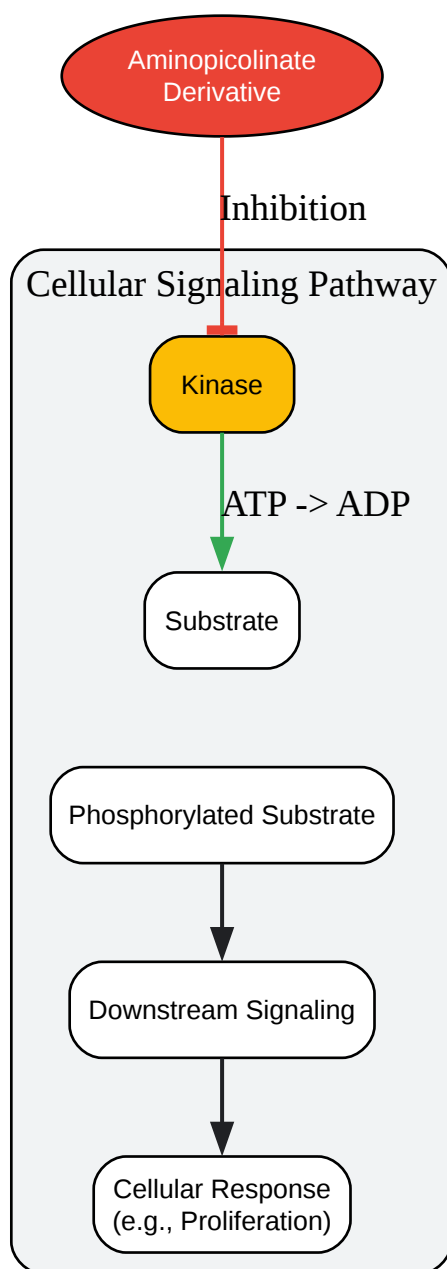 Aminopicolinate
Derivative
Inhibition
Cellular Signaling Pathway
Kinase
ATP -> ADP
Substrate
Phosphorylated Substrate
Downstream Signaling
Cellular Response
(e.g., Proliferation)